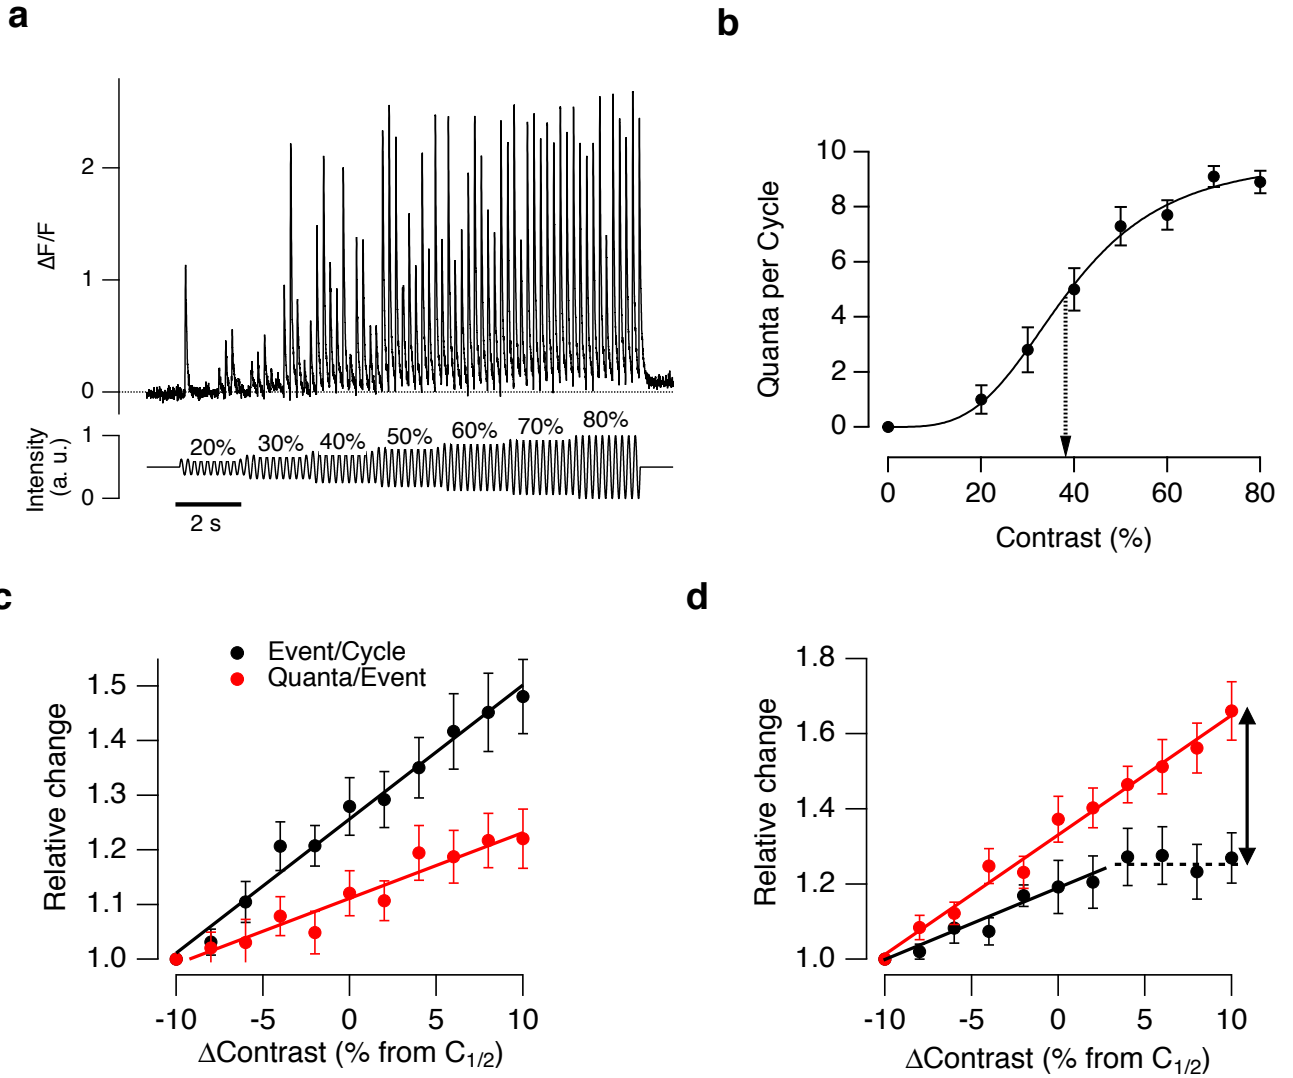 a
ΔF/F
2
1
0
Intensity
(a. u.)
1
0
20%
30%
40%
50%
60%
70%
80%
2 s
b
Quanta per Cycle
10
8
6
4
2
0
0 20 40 60 80
Contrast (%)
c
Event/Cycle
Quanta/Event
Relative change
1.5
1.4
1.3
1.2
1.1
1.0
-10 -5 0 5 10
ΔContrast (% from C1/2)
d
Relative change
1.8
1.6
1.4
1.2
1.0
-10 -5 0 5 10
ΔContrast (% from C1/2)